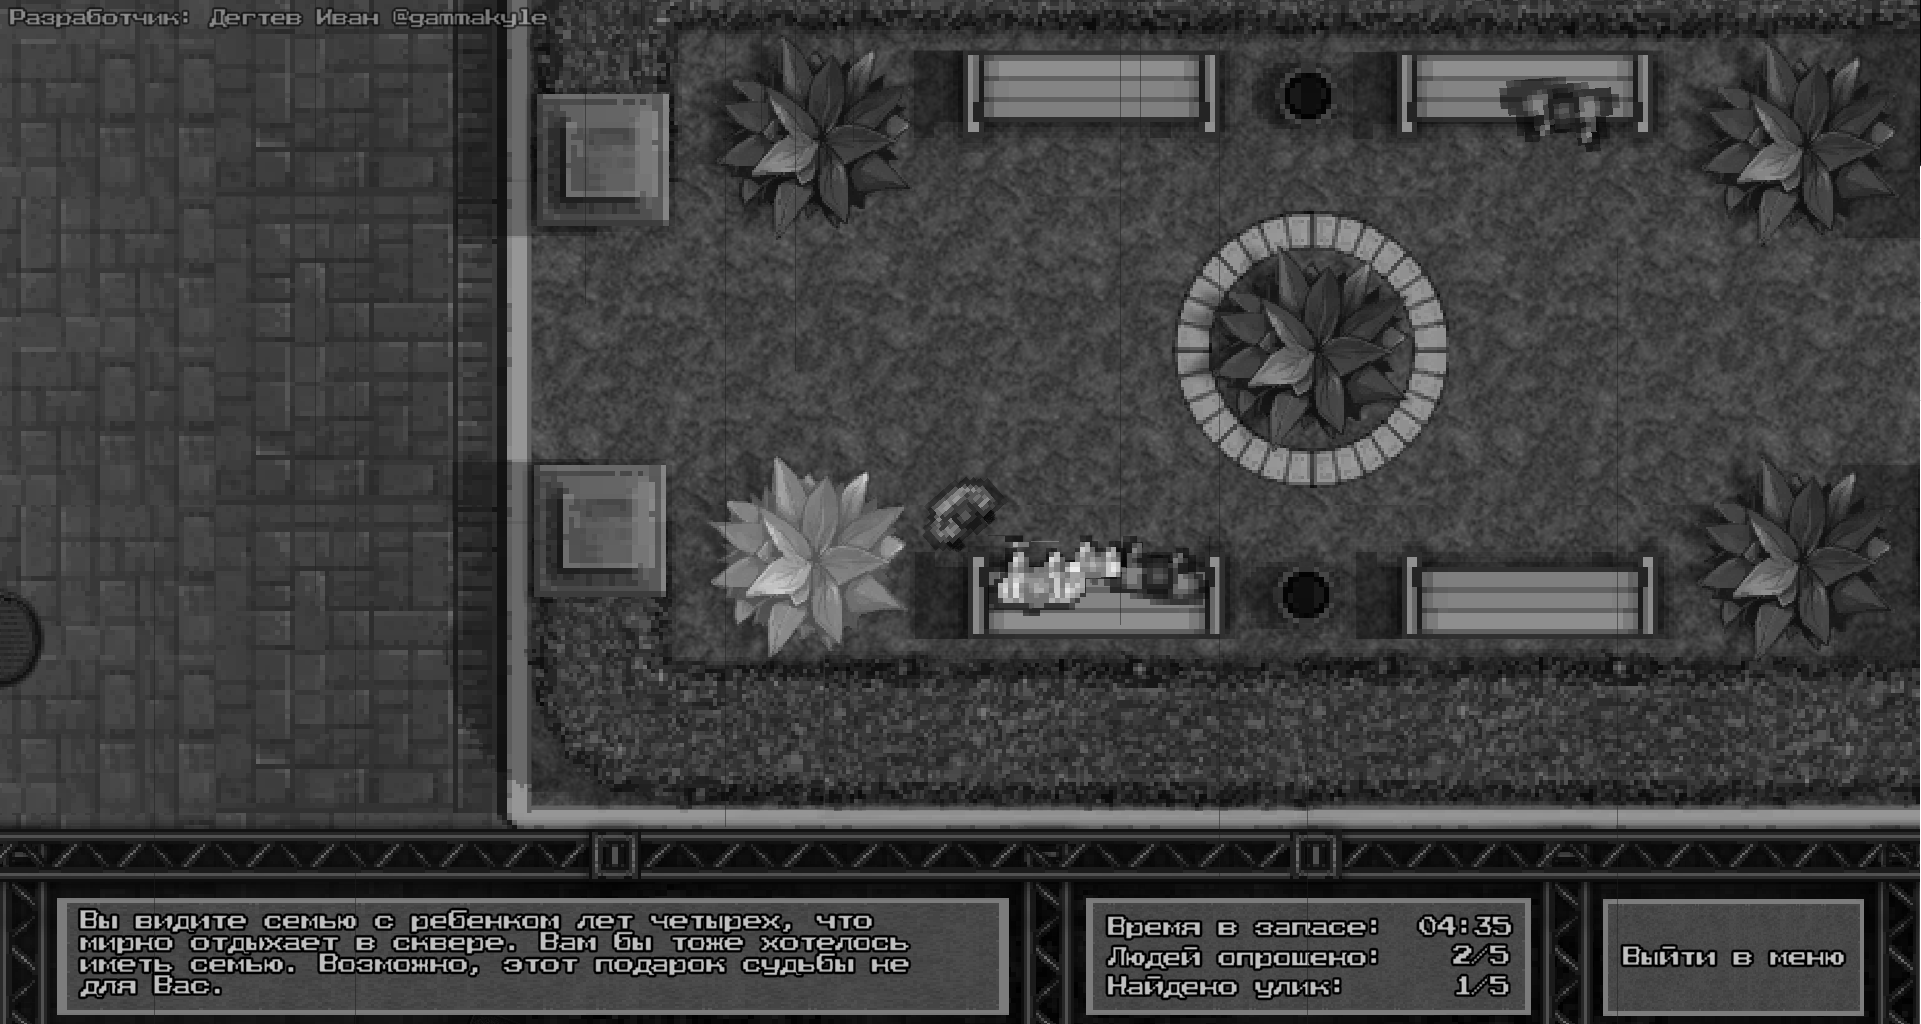 Разработчик: Дегтев Иван @gammakyle
Вы видите семью с ребенком лет четырех, что
мирно отдыхает в сквере. Вам бы тоже хотелось
иметь семью. Возможно, этот подарок судьбы не
для Вас.
Время в запасе: 04:35
Людей опрошено: 2/5
Найдено улик: 1/5
Выйти в меню